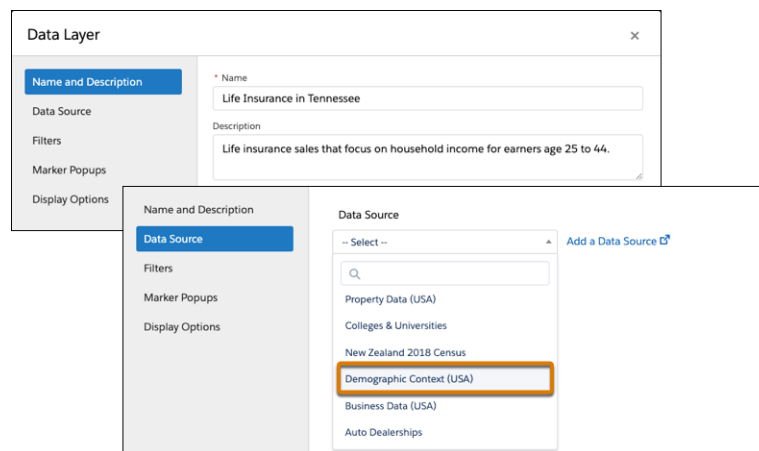 Data Layer
×
Name and Description
Data Source
Filters
Marker Popups
Display Options
* Name
Life Insurance in Tennessee
Description
Life insurance sales that focus on household income for earners age 25 to 44.
Name and Description
Data Source
Filters
Marker Popups
Display Options
Data Source
-- Select --
Add a Data Source
Property Data (USA)
Colleges & Universities
New Zealand 2018 Census
Demographic Context (USA)
Business Data (USA)
Auto Dealerships